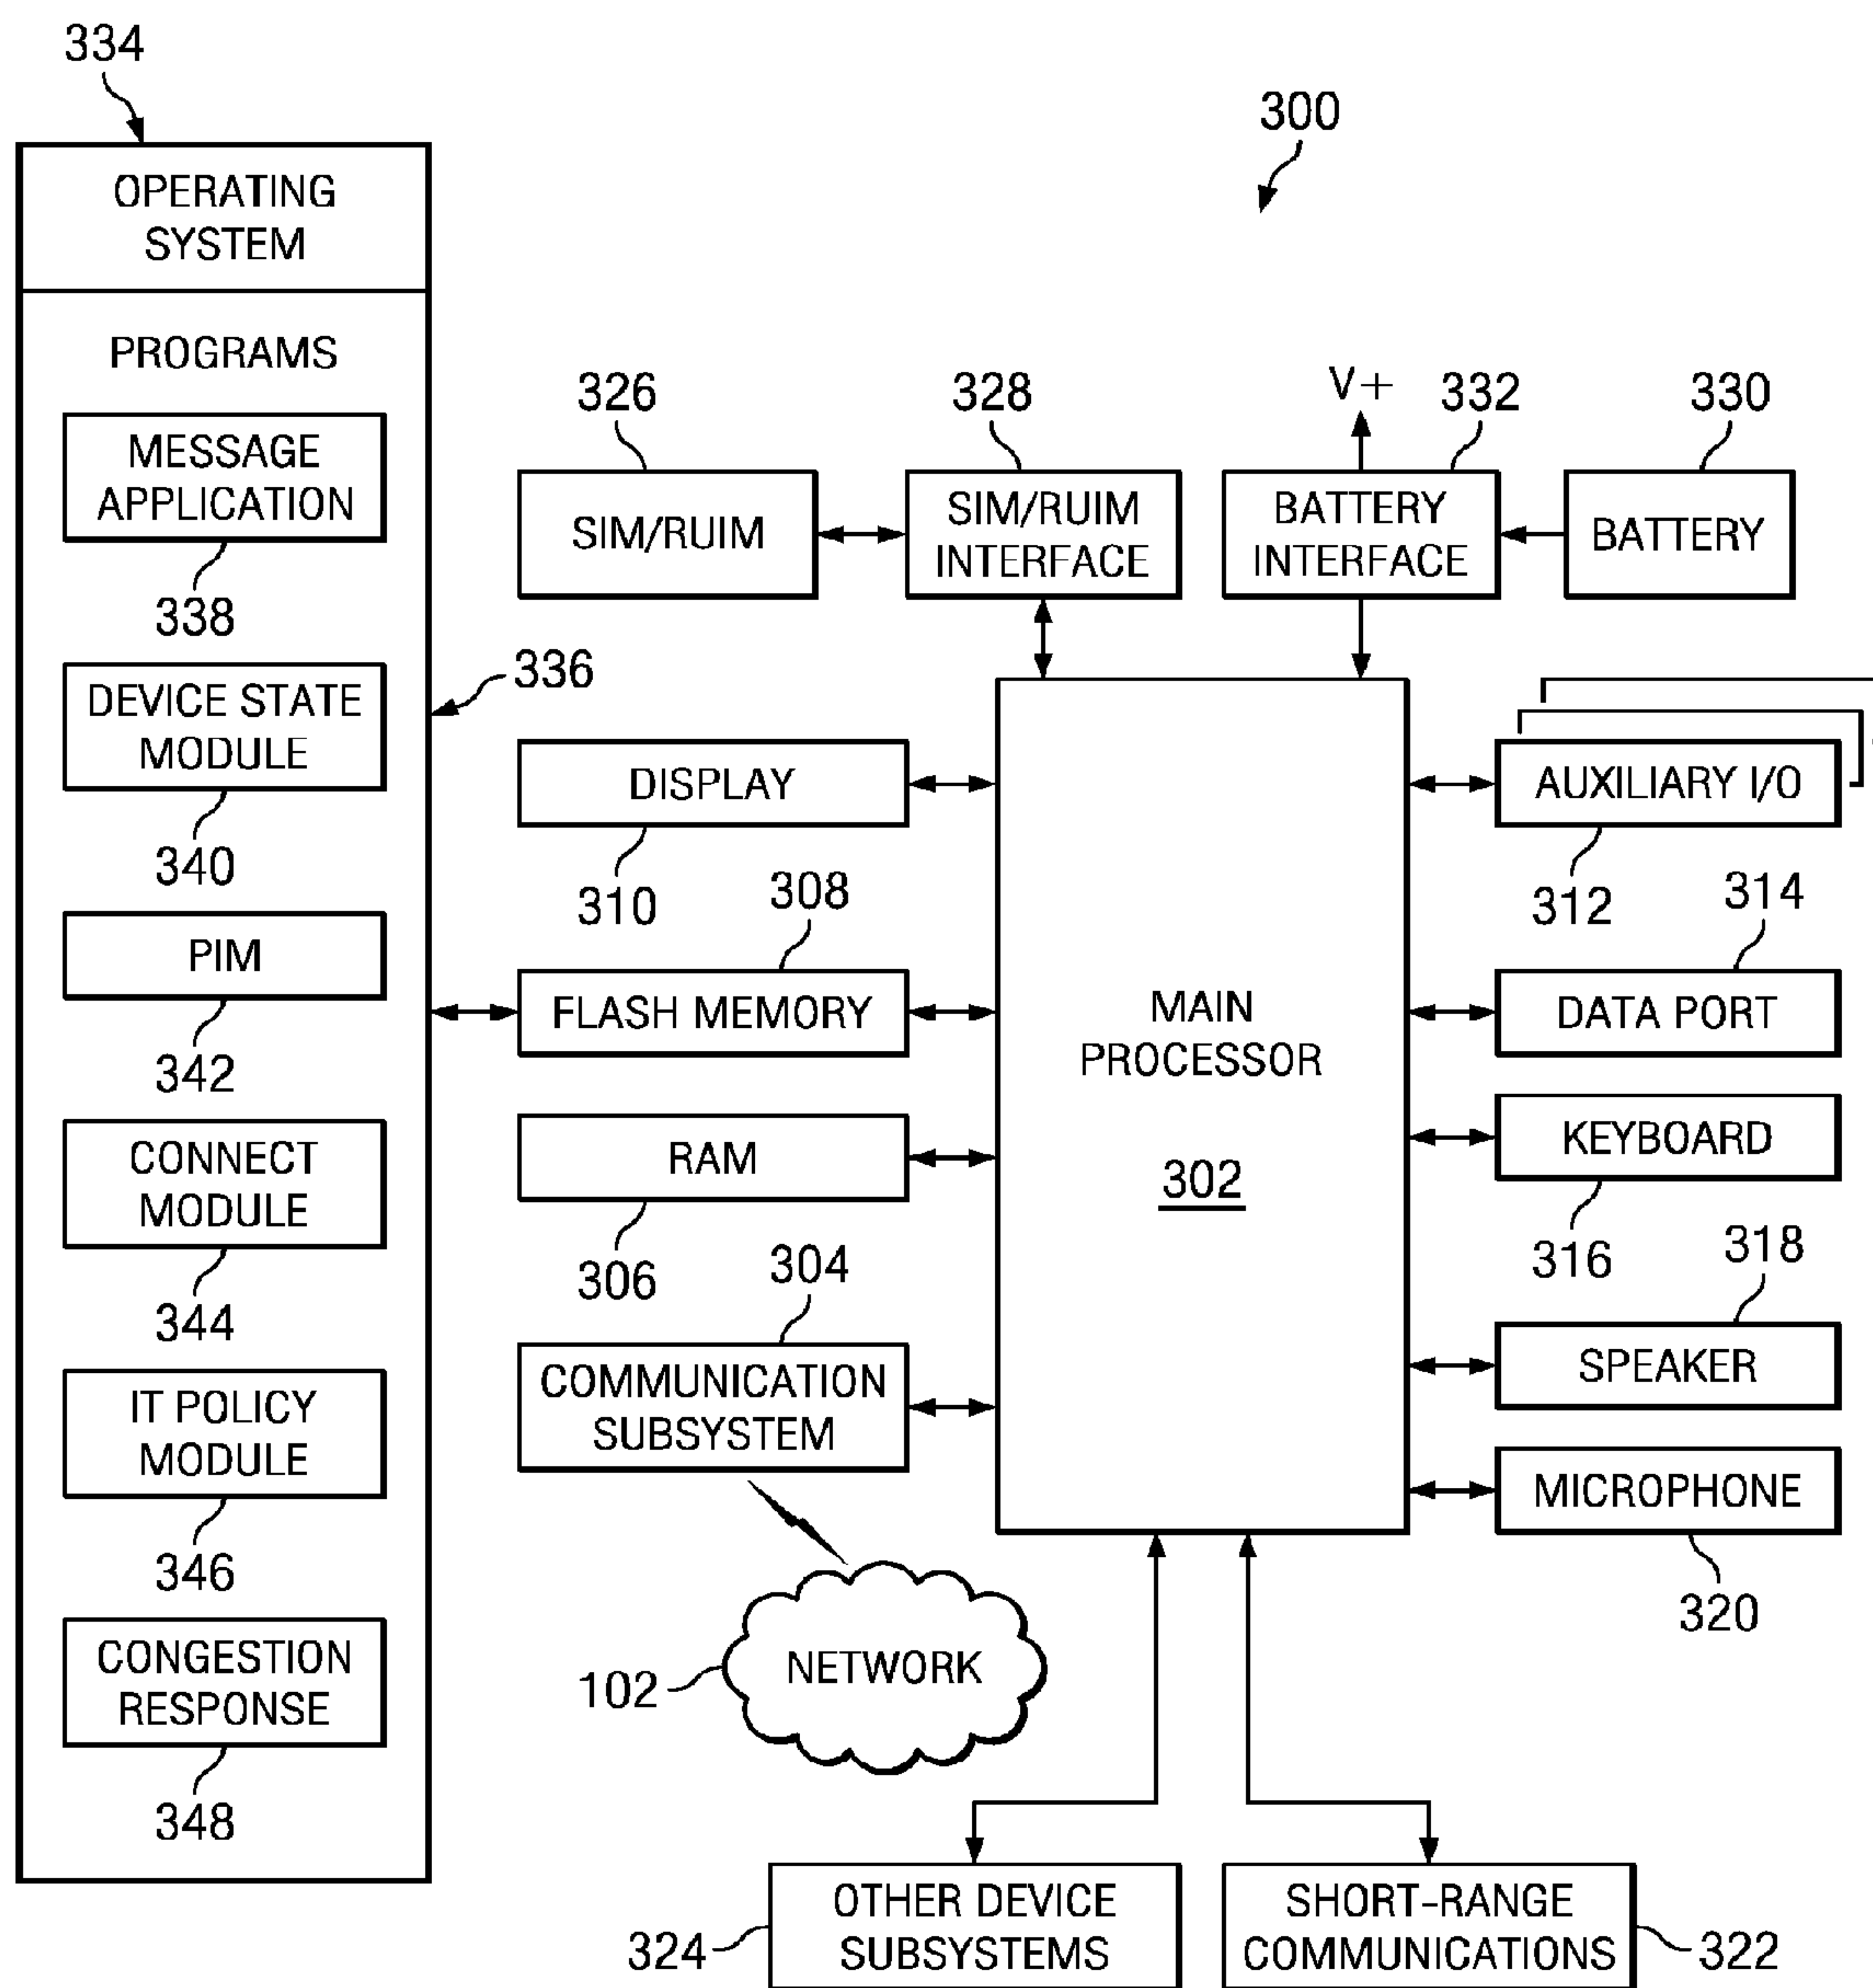 334
300
OPERATING
SYSTEM
PROGRAMS
MESSAGE
APPLICATION
338
336
DEVICE STATE
MODULE
340
PIM
342
CONNECT
MODULE
344
IT POLICY
MODULE
346
CONGESTION
RESPONSE
348
326
SIM/RUIM
328
SIM/RUIM
INTERFACE
V+
332
BATTERY
INTERFACE
330
BATTERY
DISPLAY
310
308
FLASH MEMORY
RAM
306
304
COMMUNICATION
SUBSYSTEM
MAIN
PROCESSOR
302
AUXILIARY I/O
312
314
DATA PORT
KEYBOARD
316
318
SPEAKER
MICROPHONE
320
102
NETWORK
324
OTHER DEVICE
SUBSYSTEMS
SHORT-RANGE
COMMUNICATIONS
322